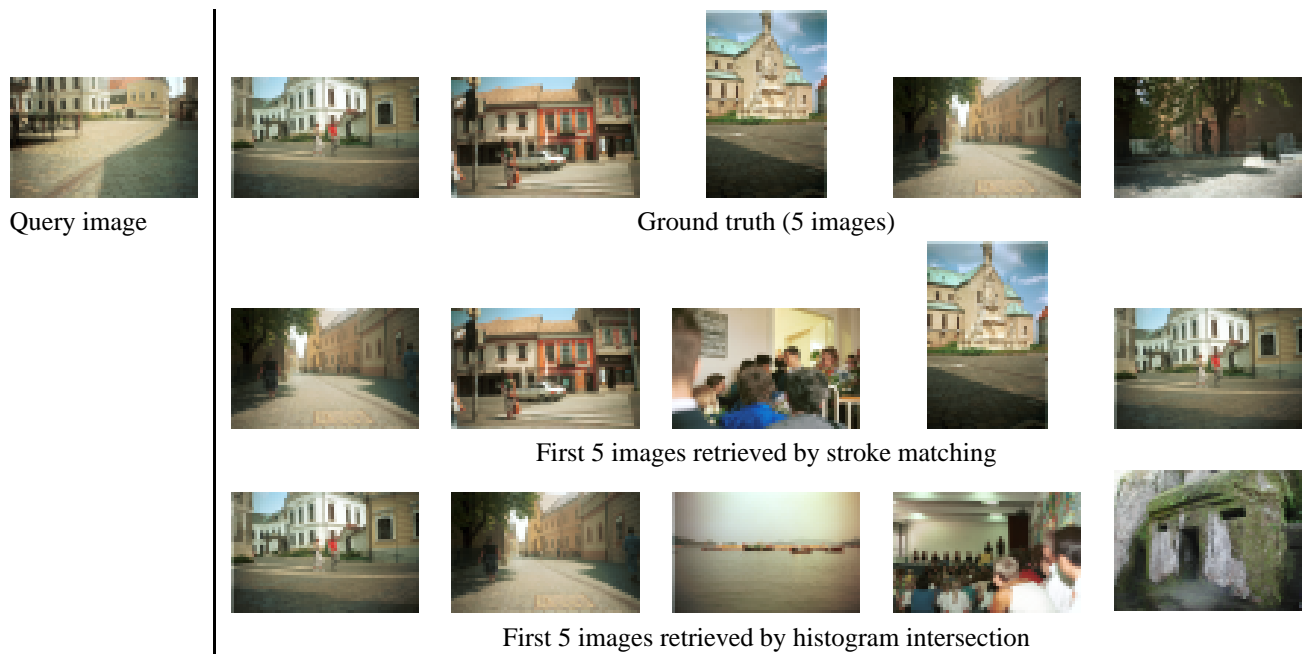 Query image
Ground truth (5 images)
First 5 images retrieved by stroke matching
First 5 images retrieved by histogram intersection